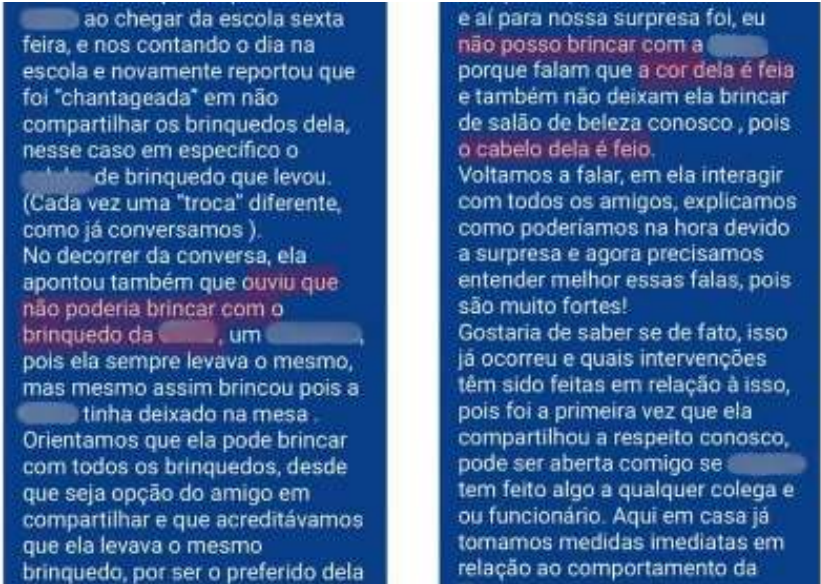 ao chegar da escola sexta
feira, e nos contando o dia na
escola e novamente reportou que
foi "chantageada" em não
compartilhar os brinquedos dela,
nesse caso em específico o
de brinquedo que levou.
(Cada vez uma "troca" diferente,
como já conversamos ).
No decorrer da conversa, ela
apontou também que ouviu que
não poderia brincar com o
brinquedo da , um ,
pois ela sempre levava o mesmo,
mas mesmo assim brincou pois a
tinha deixado na mesa .
Orientamos que ela pode brincar
com todos os brinquedos, desde
que seja opção do amigo em
compartilhar e que acreditávamos
que ela levava o mesmo
brinquedo, por ser o preferido dela
e aí para nossa surpresa foi, eu
não posso brincar com a
porque falam que a cor dela é feia
e também não deixam ela brincar
de salão de beleza conosco , pois
o cabelo dela é feio.
Voltamos a falar, em ela interagir
com todos os amigos, explicamos
como poderíamos na hora devido
a surpresa e agora precisamos
entender melhor essas falas, pois
são muito fortes!
Gostaria de saber se de fato, isso
já ocorreu e quais intervenções
têm sido feitas em relação à isso,
pois foi a primeira vez que ela
compartilhou a respeito conosco,
pode ser aberta comigo se
tem feito algo a qualquer colega e
ou funcionário. Aqui em casa já
tomamos medidas imediatas em
relação ao comportamento da